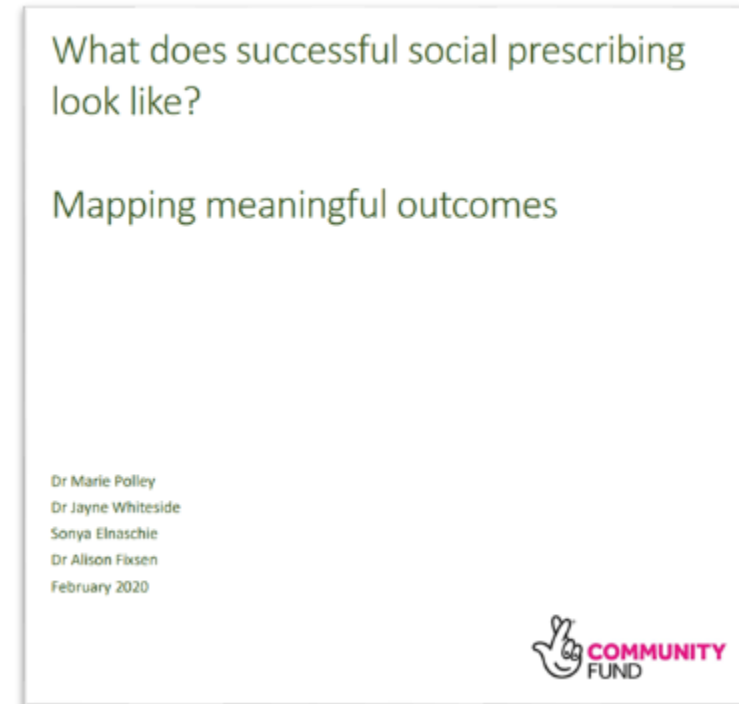 What does successful social prescribing
look like?
Mapping meaningful outcomes
Dr Marie Polley
Dr Jayne Whiteside
Sonya Elnaschie
Dr Alison Fixsen
February 2020
COMMUNITY
FUND